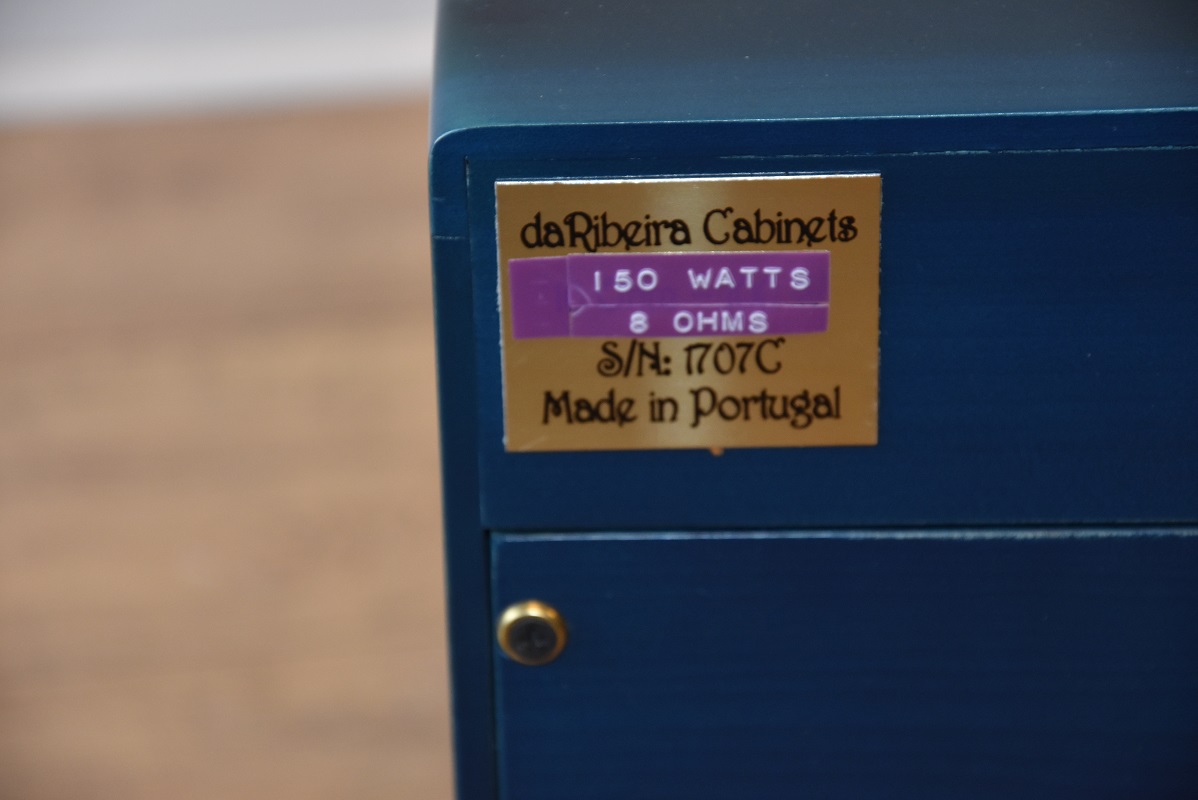 daRibeira Cabinets
150 WATTS
8 OHMS
S/N: 1707C
Made in Portugal